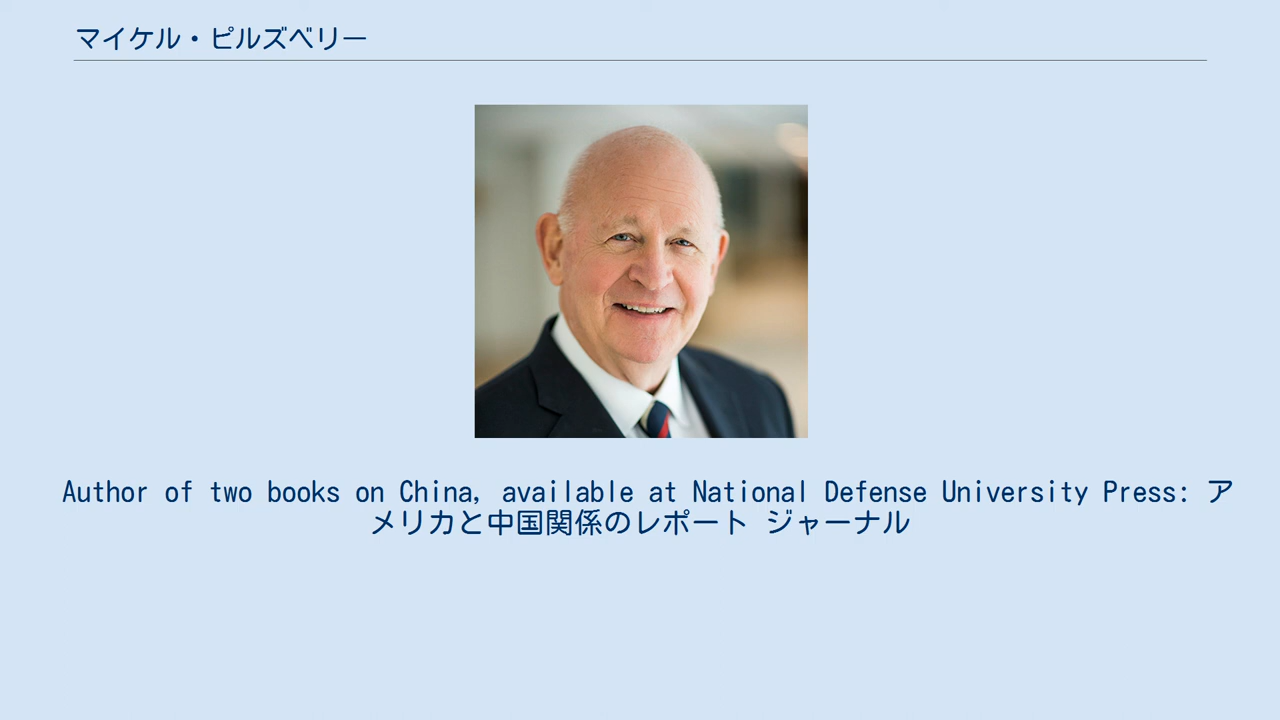 マイケル・ピルズベリー
Author of two books on China, available at National Defense University Press: ア
メリカと中国関係のレポート ジャーナル